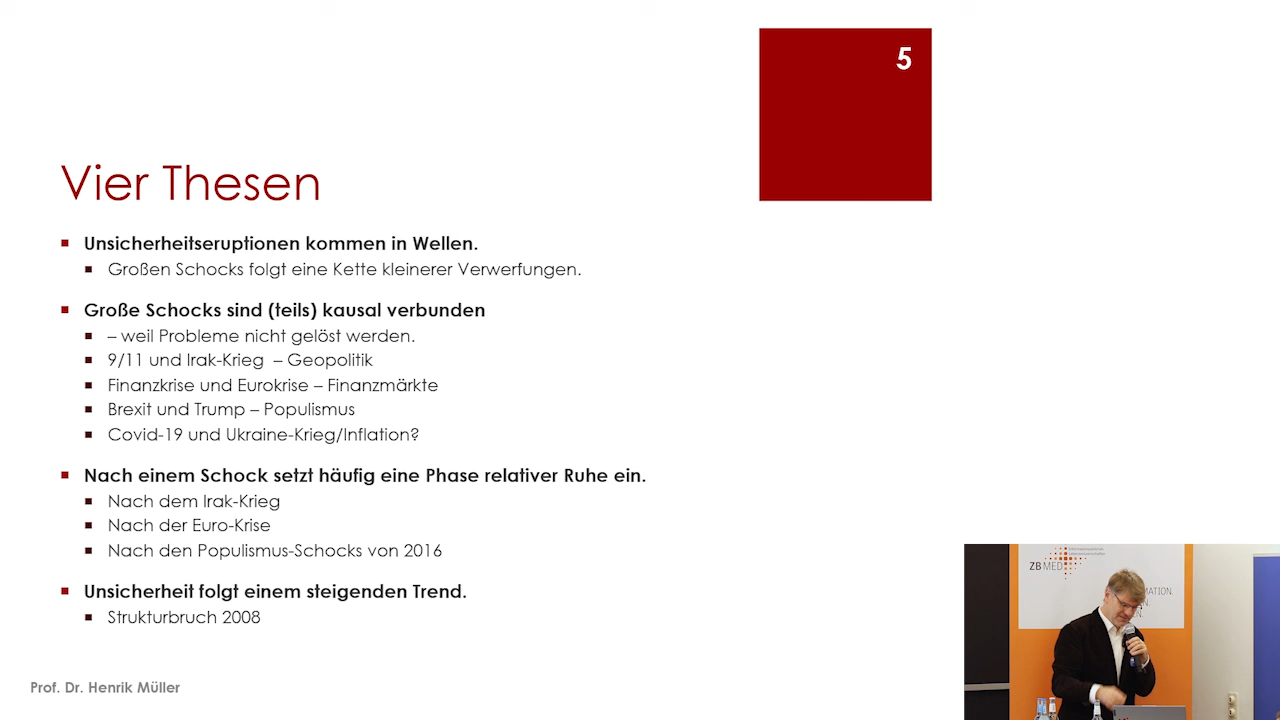 5
Vier Thesen
Unsicherheitseruptionen kommen in Wellen.
Großen Schocks folgt eine Kette kleinerer Verwerfungen.
Große Schocks sind (teils) kausal verbunden
– weil Probleme nicht gelöst werden.
9/11 und Irak-Krieg – Geopolitik
Finanzkrise und Eurokrise – Finanzmärkte
Brexit und Trump – Populismus
Covid-19 und Ukraine-Krieg/Inflation?
Nach einem Schock setzt häufig eine Phase relativer Ruhe ein.
Nach dem Irak-Krieg
Nach der Euro-Krise
Nach den Populismus-Schocks von 2016
Unsicherheit folgt einem steigenden Trend.
Strukturbruch 2008
Prof. Dr. Henrik Müller
Informationszentrum
Lebenswissenschaften
ZB MED